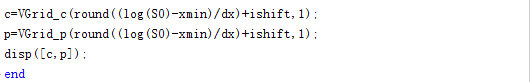 c=VGrid_c(round((log(S0)-xmin)/dx)+ishift,1);
p=VGrid_p(round((log(S0)-xmin)/dx)+ishift,1);
disp([c,p]);
end